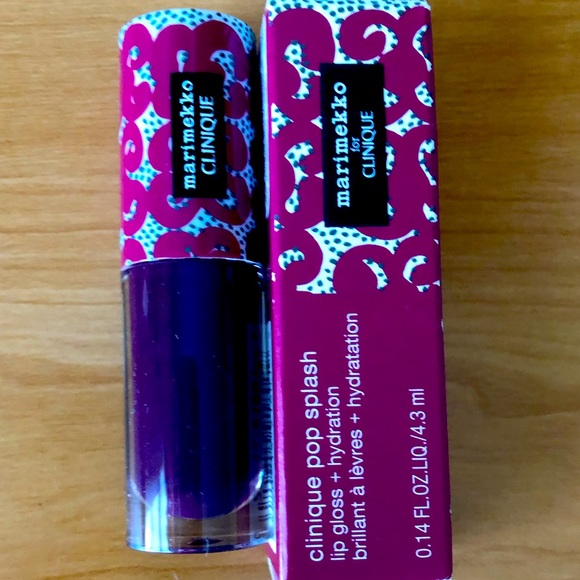 marimekko
CLINIQUE
marimekko
for
CLINIQUE
clinique pop splash
lip gloss + hydration
brillant à lèvres + hydratation
0.14 FL.OZ.LIQ./4.3 ml